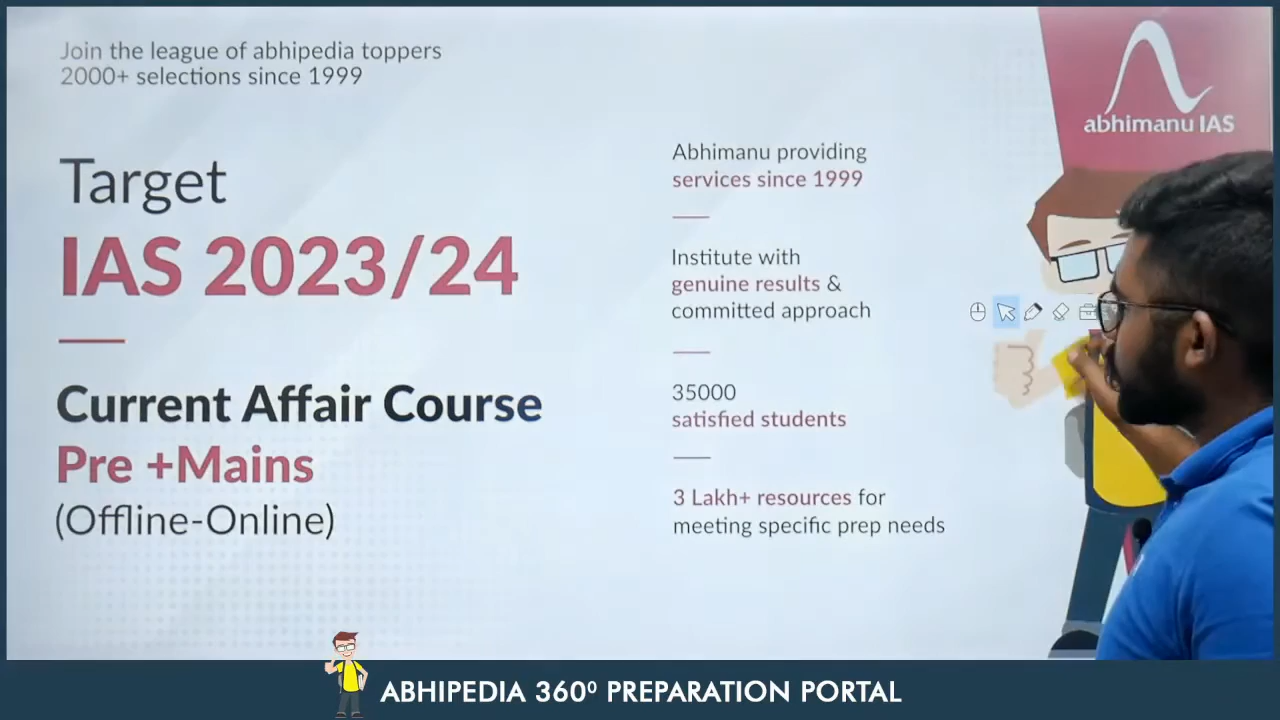 Join the league of abhipedia toppers
2000+ selections since 1999
Target
IAS 2023/24
Current Affair Course
Pre +Mains
(Offline-Online)
abhimanu IAS
Abhimanu providing
services since 1999
Institute with
genuine results &
committed approach
35000
satisfied students
3 Lakh+ resources for
meeting specific prep needs
ABHIPEDIA 360º PREPARATION PORTAL